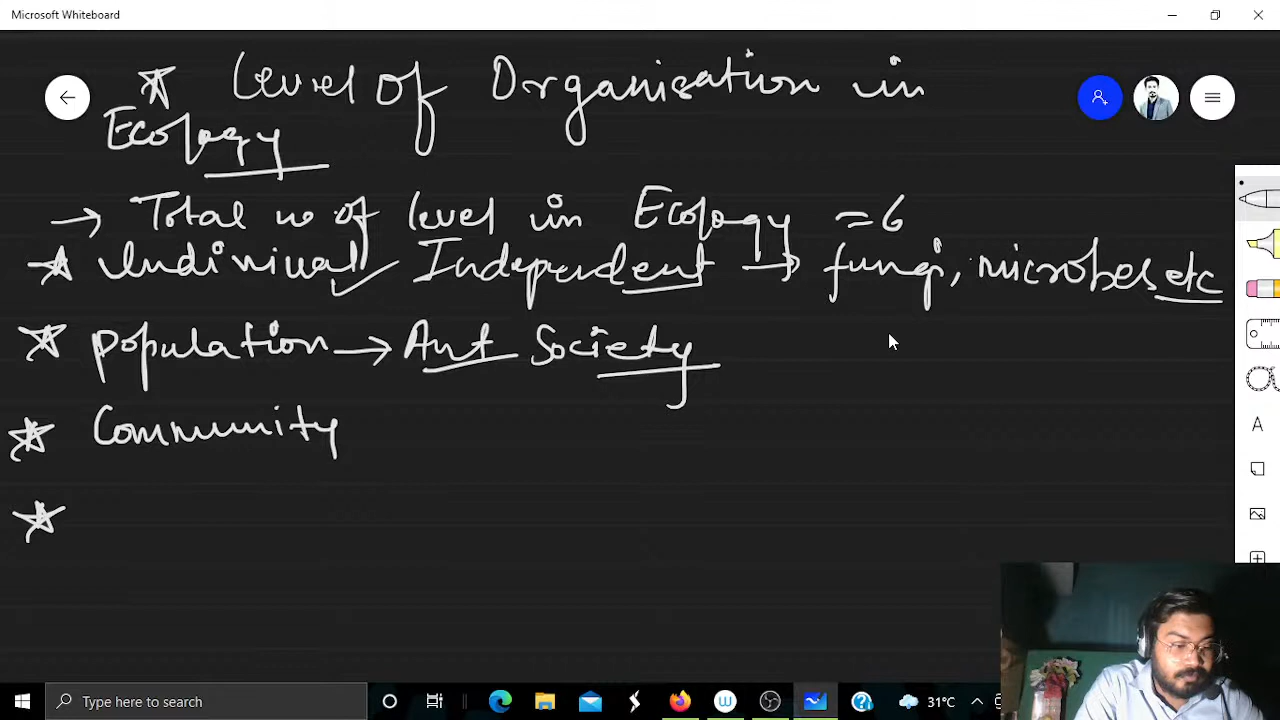 Microsoft Whiteboard
Level Of Organisation in
Ecology
→ Total no of level in Ecology = 6
Individual Independent → fungi, microbes etc
population → Ant Society
Community
A
Type here to search
31°C